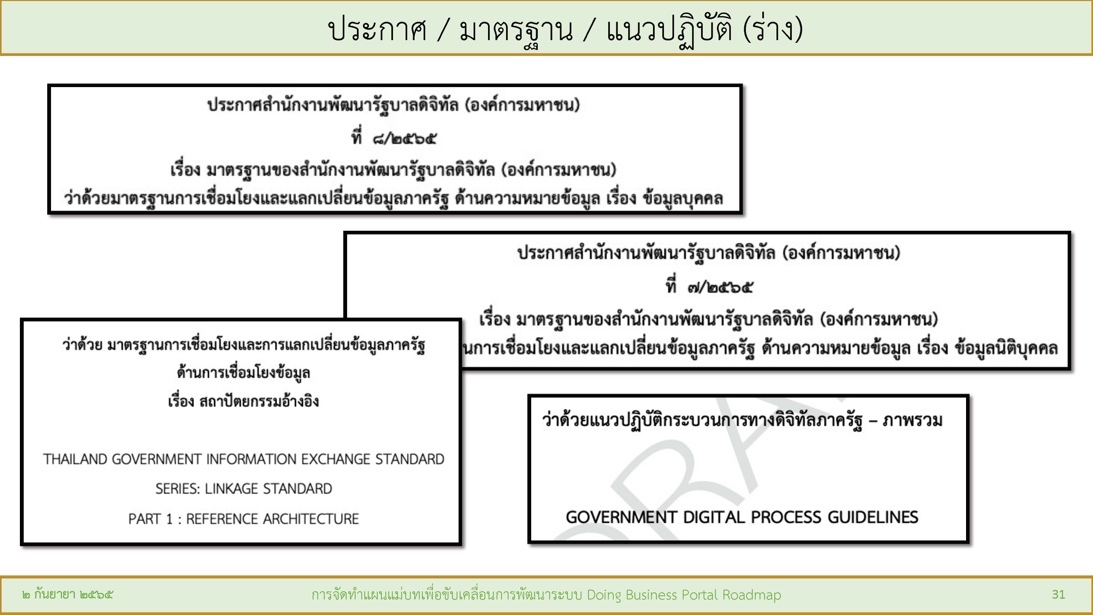 ประกาศ / มาตรฐาน / แนวปฏิบัติ (ร่าง)
ประกาศสำนักงานพัฒนารัฐบาลดิจิทัล (องค์การมหาชน)
ที่ ๘/๒๕๖๕
เรื่อง มาตรฐานของสำนักงานพัฒนารัฐบาลดิจิทัล (องค์การมหาชน)
ว่าด้วยมาตรฐานการเชื่อมโยงและแลกเปลี่ยนข้อมูลภาครัฐ ด้านความหมายข้อมูล เรื่อง ข้อมูลบุคคล
ประกาศสำนักงานพัฒนารัฐบาลดิจิทัล (องค์การมหาชน)
ที่ ๗/๒๕๖๕
เรื่อง มาตรฐานของสำนักงานพัฒนารัฐบาลดิจิทัล (องค์การมหาชน)
นการเชื่อมโยงและแลกเปลี่ยนข้อมูลภาครัฐ ด้านความหมายข้อมูล เรื่อง ข้อมูลนิติบุคคล
ว่าด้วย มาตรฐานการเชื่อมโยงและการแลกเปลี่ยนข้อมูลภาครัฐ
ด้านการเชื่อมโยงข้อมูล
เรื่อง สถาปัตยกรรมอ้างอิง
THAILAND GOVERNMENT INFORMATION EXCHANGE STANDARD
SERIES: LINKAGE STANDARD
PART 1 : REFERENCE ARCHITECTURE
ว่าด้วยแนวปฏิบัติกระบวนการทางดิจิทัลภาครัฐ – ภาพรวม
GOVERNMENT DIGITAL PROCESS GUIDELINES
๒ กันยายา ๒๕๖๕
การจัดทำแผนแม่บทเพื่อขับเคลื่อนการพัฒนาระบบ Doing Business Portal Roadmap
31